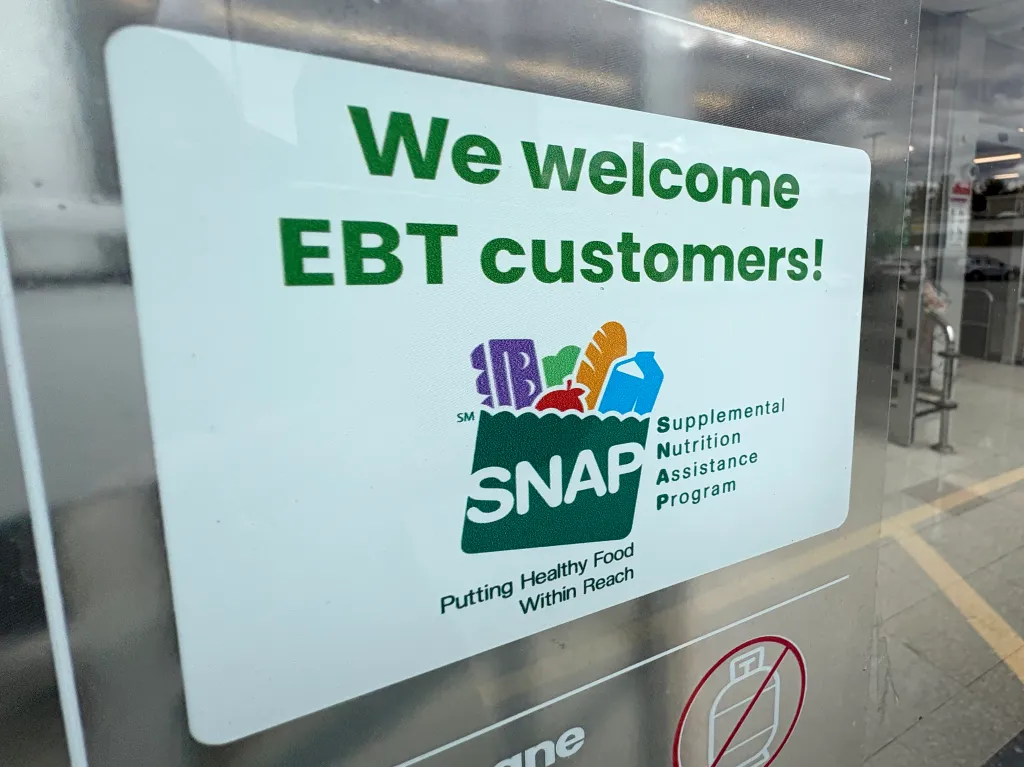 We welcome
EBT customers!
SM
SNAP
Supplemental
Nutrition
Assistance
Program
Putting Healthy Food
Within Reach